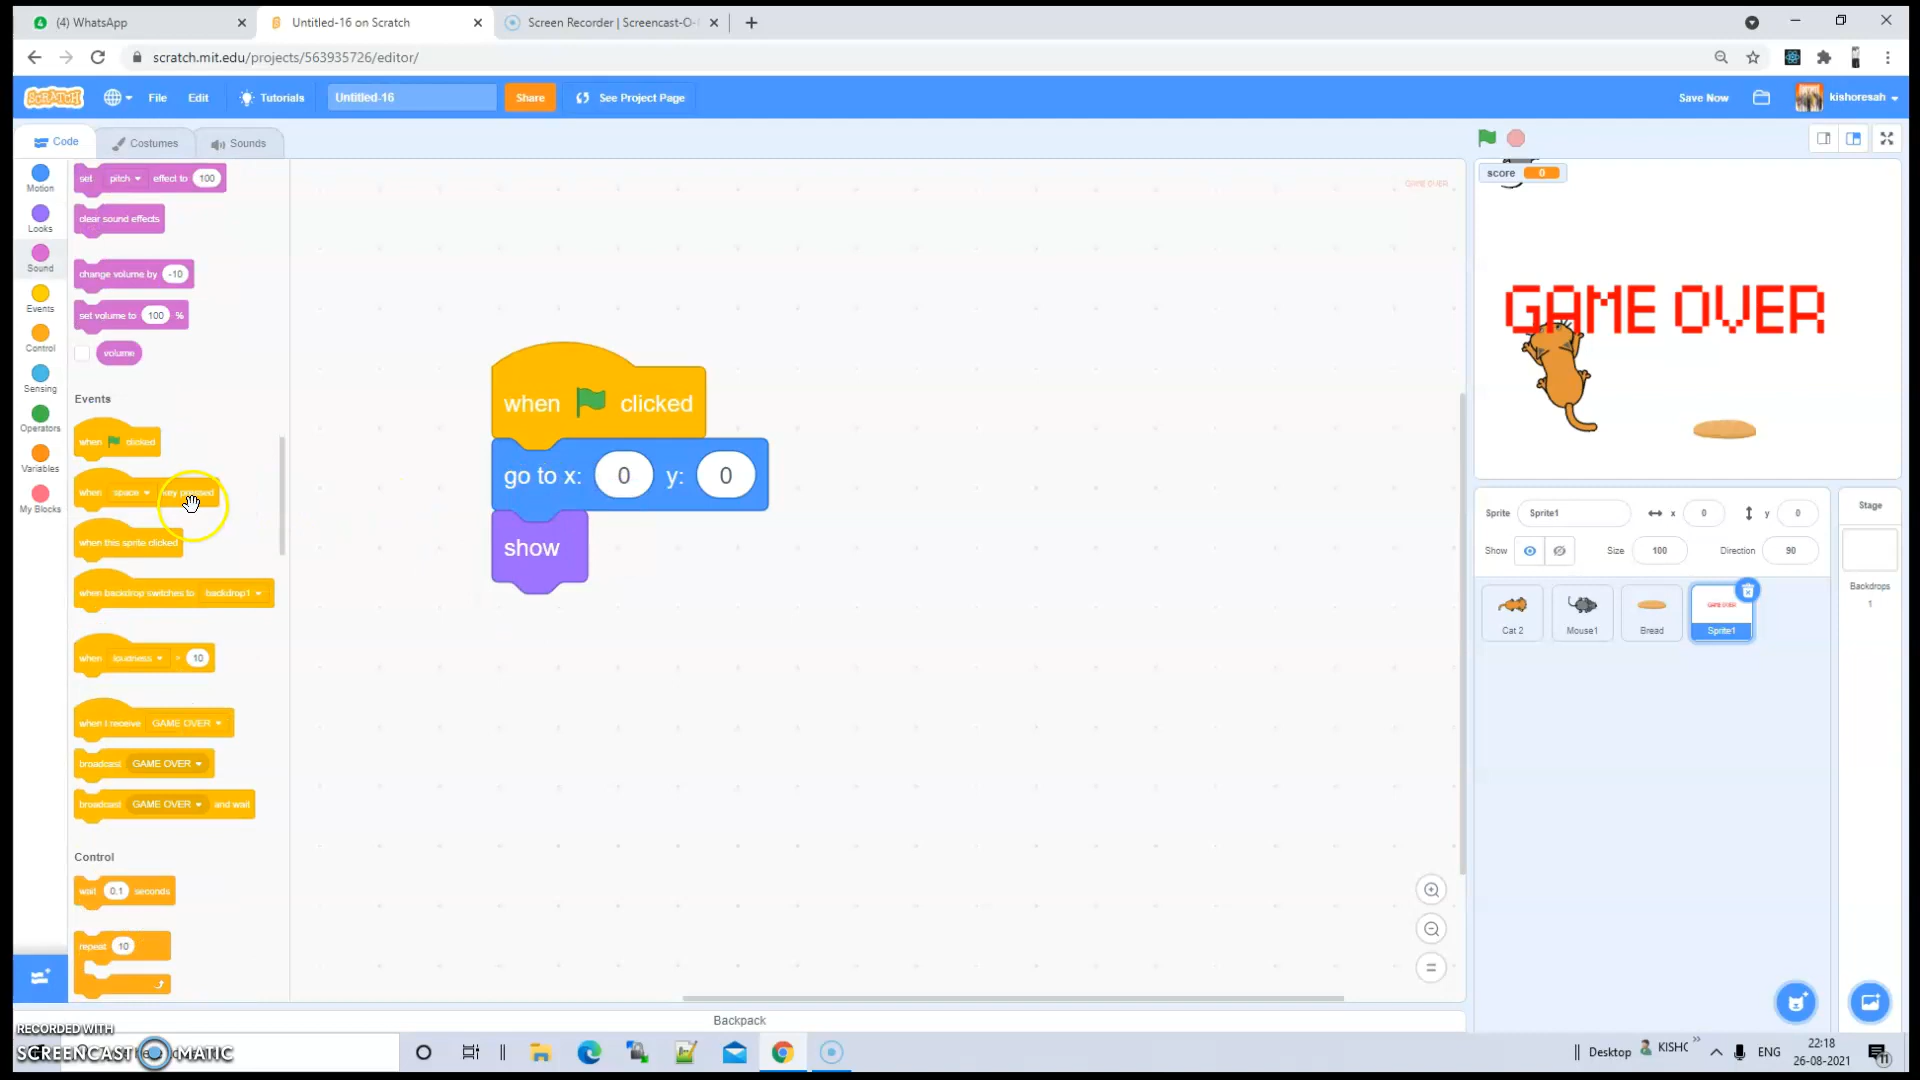 (4) WhatsApp
Untitled-16 on Scratch
Screen Recorder | Screencast-O-
scratch.mit.edu/projects/563935726/editor/
SCRATCH
File
Edit
Tutorials
Untitled-16
Share
See Project Page
Save Now
kishoresah
Code
Costumes
Sounds
Motion
Looks
Sound
Events
Control
Sensing
Operators
Variables
My Blocks
set pitch effect to 100
clear sound effects
change volume by -10
set volume to 100 %
volume
Events
when clicked
when space key pressed
when this sprite clicked
when backdrop switches to backdrop1
when loudness > 10
when I receive GAME OVER
broadcast GAME OVER
broadcast GAME OVER and wait
Control
wait 0.1 seconds
repeat 10
when clicked
go to x: 0 y: 0
show
GAME OVER
score 0
GAME OVER
Sprite Sprite1 x 0 y 0
Show Size 100 Direction 90
Cat 2
Mouse1
Bread
GAME OVER
Sprite1
Stage
Backdrops
1
Backpack
RECORDED WITH
SCREENCAST MATIC
Desktop
KISHC
ENG
22:18
26-08-2021
11